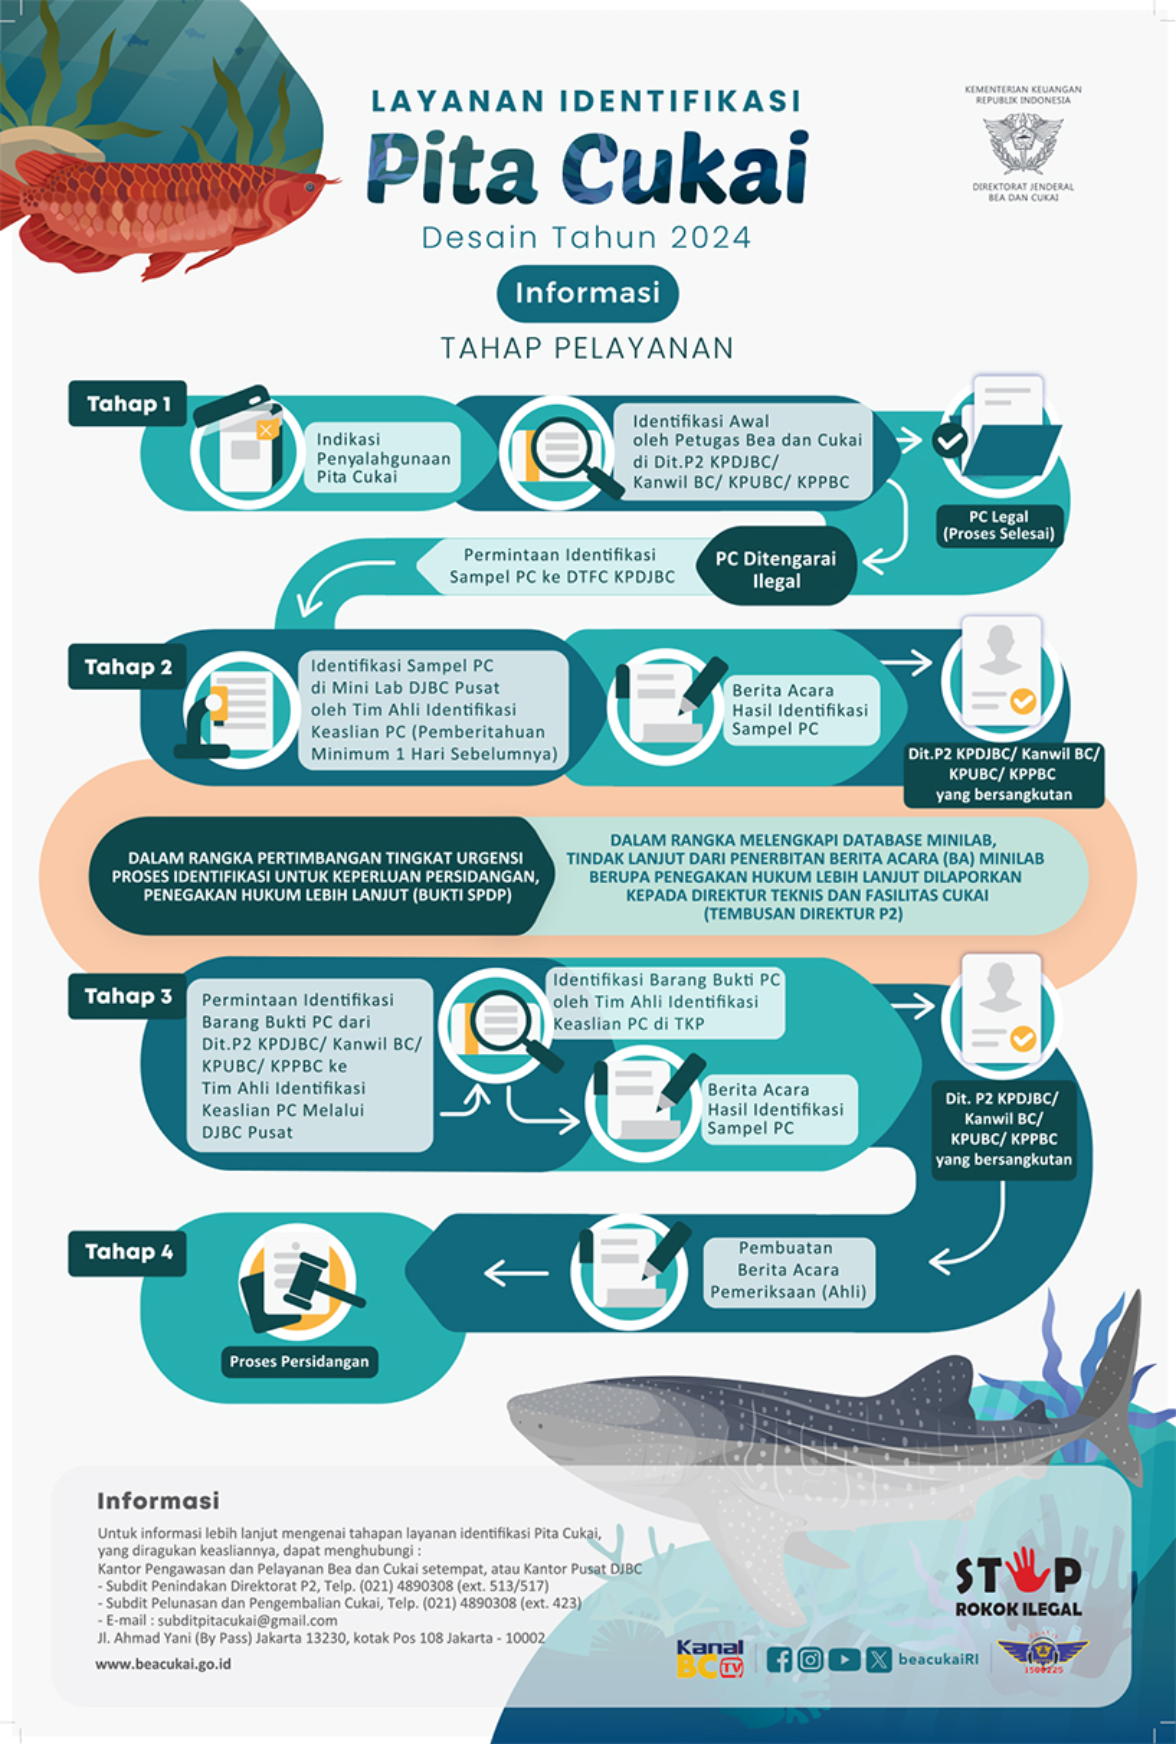 LAYANAN IDENTIFIKASI
Pita Cukai
Desain Tahun 2024
Informasi
TAHAP PELAYANAN
KEMENTERIAN KEUANGAN
REPUBLIK INDONESIA
DIREKTORAT JENDERAL
BEA DAN CUKAI
Tahap 1
Indikasi
Penyalahgunaan
Pita Cukai
Identifikasi Awal
oleh Petugas Bea dan Cukai
di Dit.P2 KPDJBC/
Kanwil BC/ KPUBC/ KPPBC
PC Legal
(Proses Selesai)
PC Ditengarai
Ilegal
Permintaan Identifikasi
Sampel PC ke DTFC KPDJBC
Tahap 2
Identifikasi Sampel PC
di Mini Lab DJBC Pusat
oleh Tim Ahli Identifikasi
Keaslian PC (Pemberitahuan
Minimum 1 Hari Sebelumnya)
Berita Acara
Hasil Identifikasi
Sampel PC
Dit.P2 KPDJBC/ Kanwil BC/
KPUBC/ KPPBC
yang bersangkutan
DALAM RANGKA PERTIMBANGAN TINGKAT URGENSI
PROSES IDENTIFIKASI UNTUK KEPERLUAN PERSIDANGAN,
PENEGAKAN HUKUM LEBIH LANJUT (BUKTI SPDP)
DALAM RANGKA MELENGKAPI DATABASE MINILAB,
TINDAK LANJUT DARI PENERBITAN BERITA ACARA (BA) MINILAB
BERUPA PENEGAKAN HUKUM LEBIH LANJUT DILAPORKAN
KEPADA DIREKTUR TEKNIS DAN FASILITAS CUKAI
(TEMBUSAN DIREKTUR P2)
Tahap 3
Permintaan Identifikasi
Barang Bukti PC dari
Dit.P2 KPDJBC/ Kanwil BC/
KPUBC/ KPPBC ke
Tim Ahli Identifikasi
Keaslian PC Melalui
DJBC Pusat
Identifikasi Barang Bukti PC
oleh Tim Ahli Identifikasi
Keaslian PC di TKP
Berita Acara
Hasil Identifikasi
Sampel PC
Dit. P2 KPDJBC/
Kanwil BC/
KPUBC/ KPPBC
yang bersangkutan
Tahap 4
Pembuatan
Berita Acara
Pemeriksaan (Ahli)
Proses Persidangan
Informasi
Untuk informasi lebih lanjut mengenai tahapan layanan identifikasi Pita Cukai,
yang diragukan keasliannya, dapat menghubungi :
Kantor Pengawasan dan Pelayanan Bea dan Cukai setempat, atau Kantor Pusat DJBC
- Subdit Penindakan Direktorat P2, Telp. (021) 4890308 (ext. 513/517)
- Subdit Pelunasan dan Pengembalian Cukai, Telp. (021) 4890308 (ext. 423)
- E-mail : subditpitacukai@gmail.com
Jl. Ahmad Yani (By Pass) Jakarta 13230, kotak Pos 108 Jakarta - 10002
www.beacukai.go.id
STOP
ROKOK ILEGAL
Kanal
BC TV
beacukaiRI
1500225